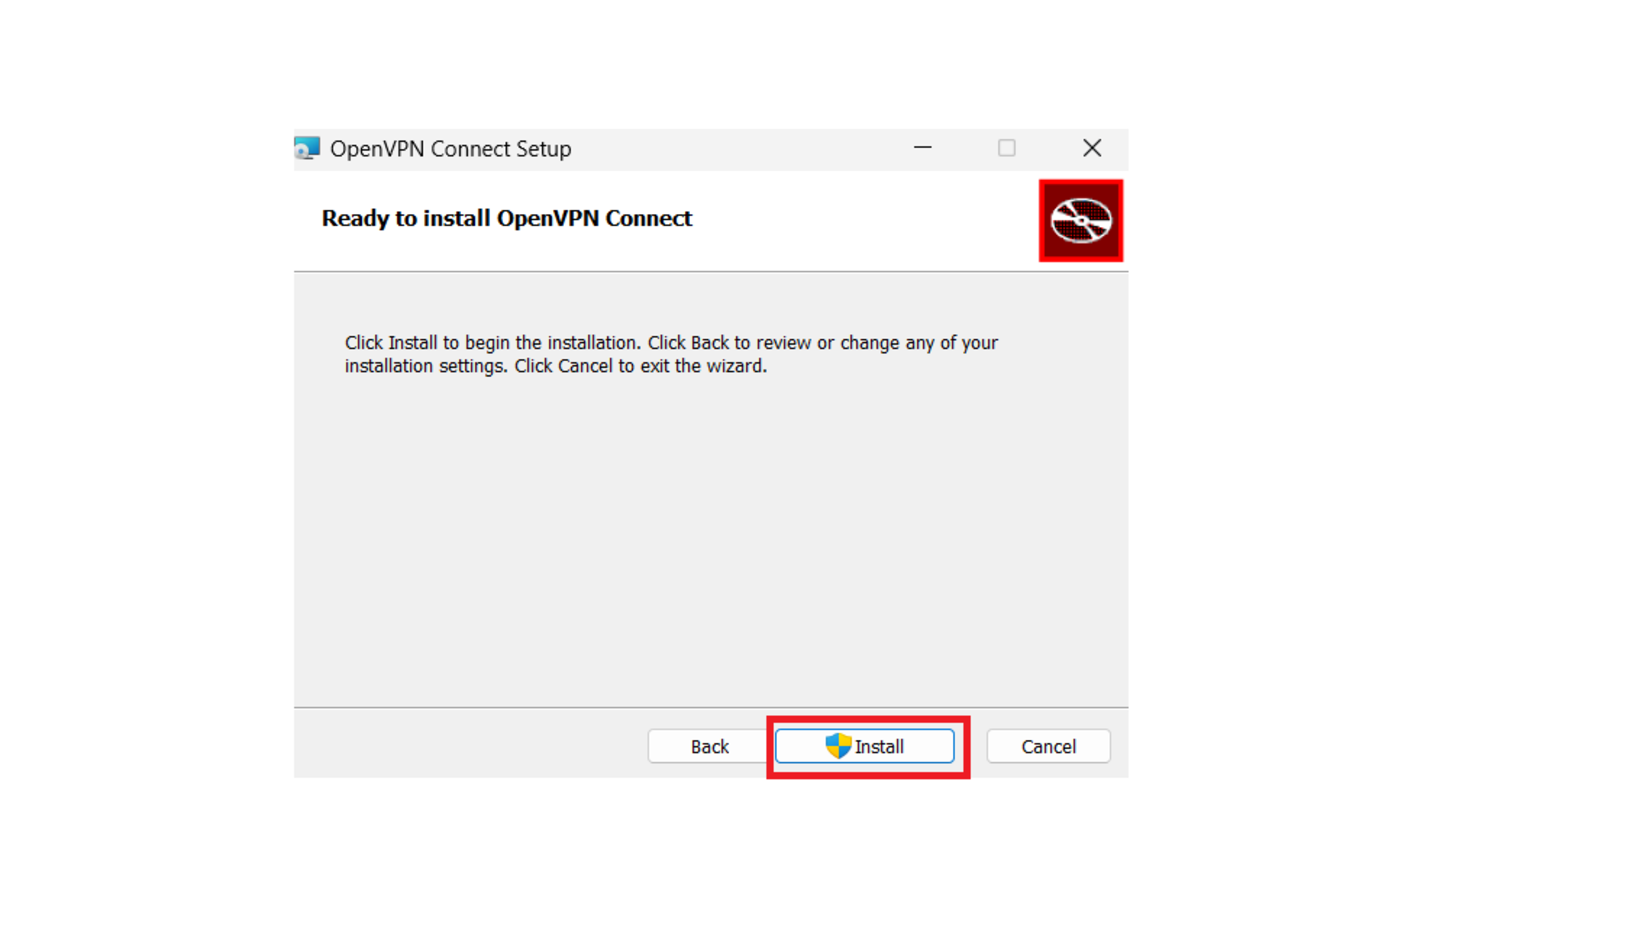 OpenVPN Connect Setup
Ready to install OpenVPN Connect
Click Install to begin the installation. Click Back to review or change any of your
installation settings. Click Cancel to exit the wizard.
Back
Install
Cancel